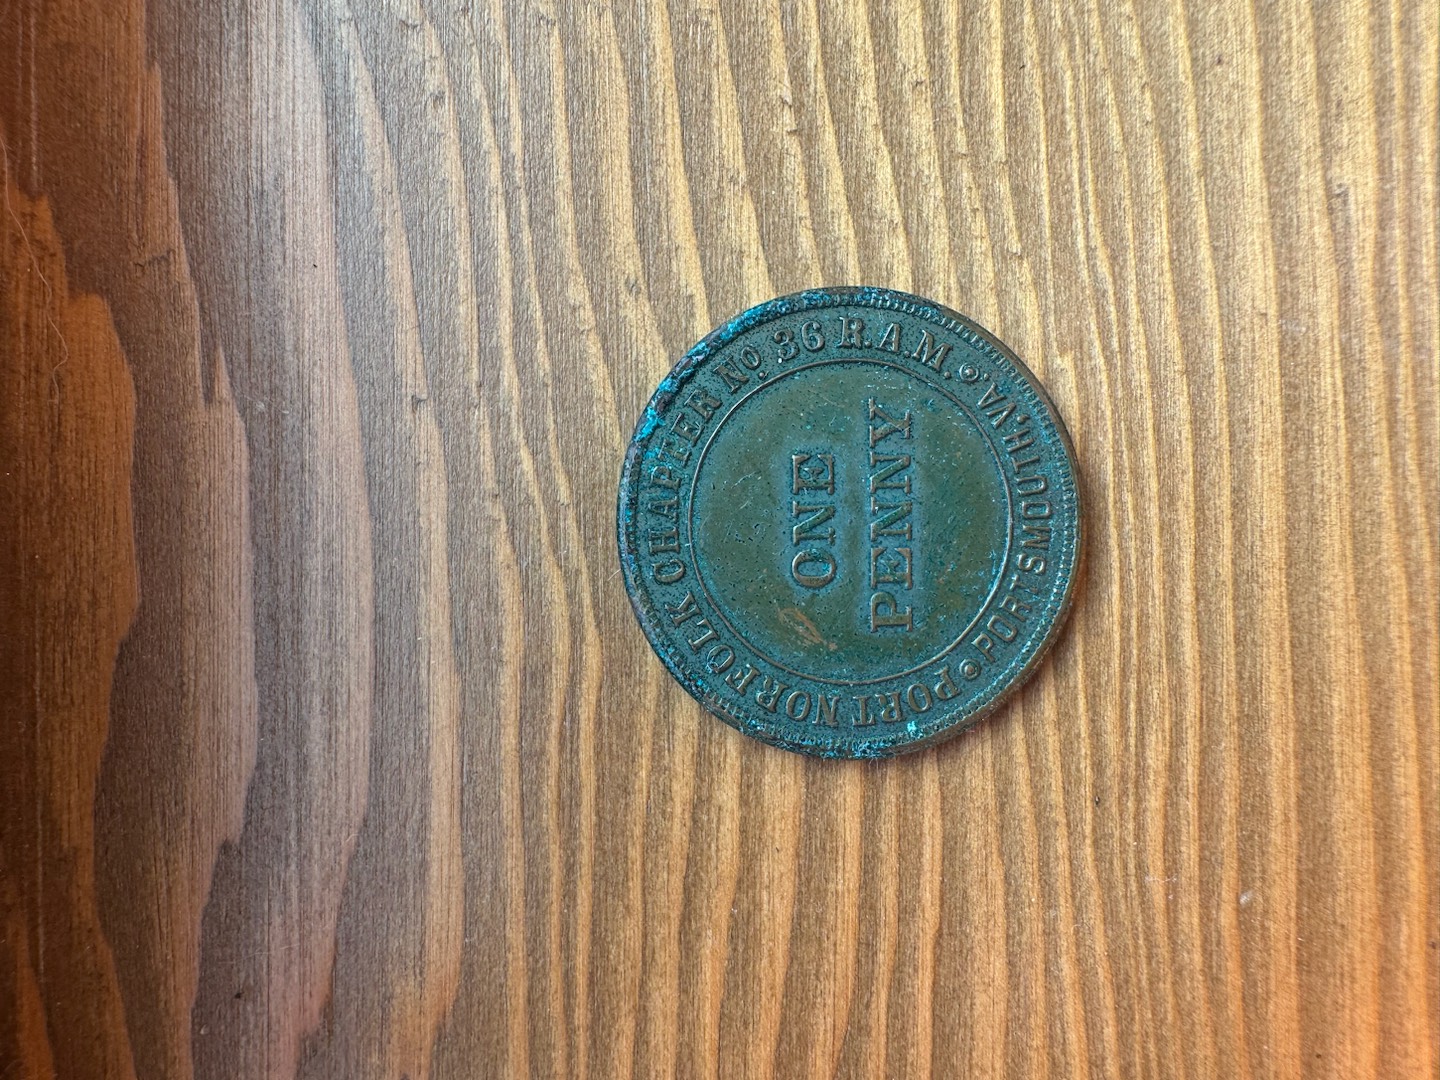 PORT NORFOLK CHAPTER No. 36 R.A.M.
PORTSMOUTH, VA.
ONE
PENNY